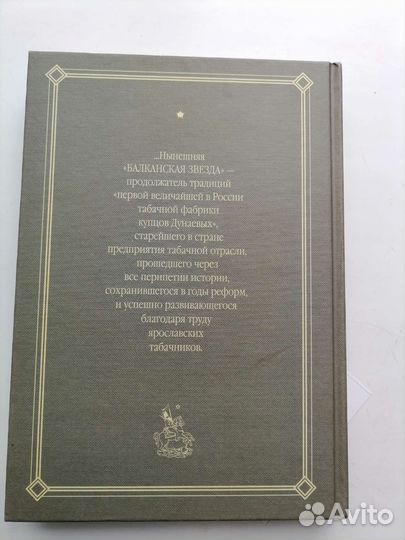 ...Нынешняя
«БАЛКАНСКАЯ ЗВЕЗДА» —
продолжатель традиций
«первой величайшей в России
табачной фабрики
купцов Дунаевых»,
старейшего в стране
предприятия табачной отрасли,
прошедшего через
все перипетии истории,
сохранившегося в годы реформ,
и успешно развивающегося
благодаря труду
ярославских
табачников.
Avito